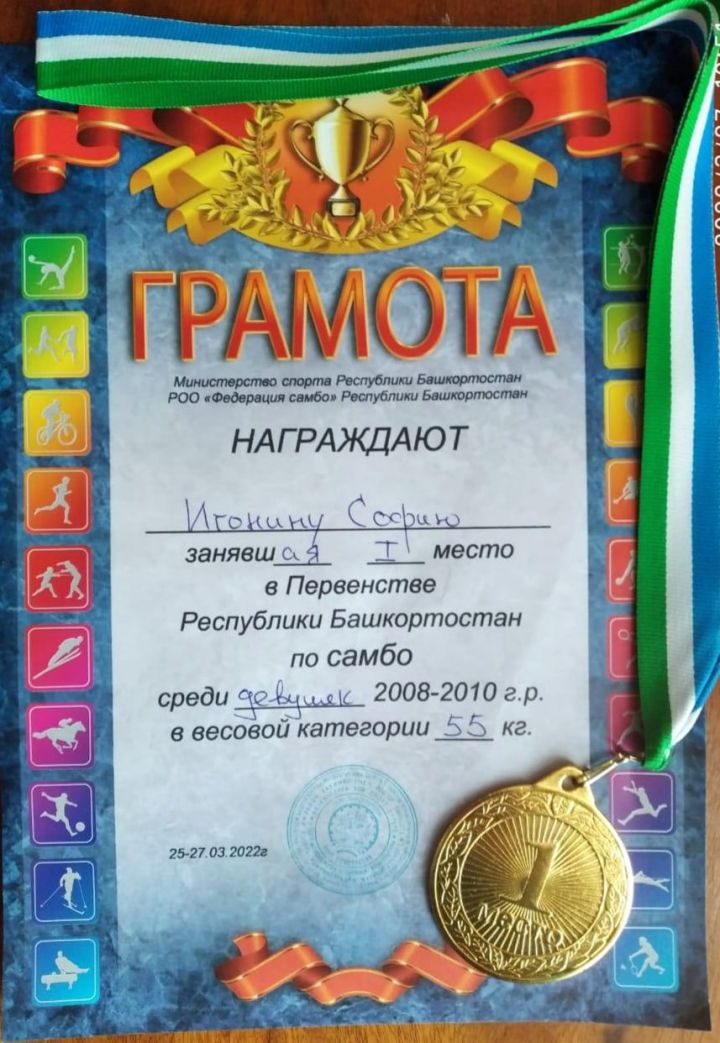 ГРАМОТА
Министерство спорта Республики Башкортостан
РОО «Федерация самбо» Республики Башкортостан
НАГРАЖДАЮТ
Игонину Софию
занявшая I место
в Первенстве
Республики Башкортостан
по самбо
среди девушек 2008-2010 г.р.
в весовой категории 55 кг.
25-27.03.2022г
1
МЕСТО